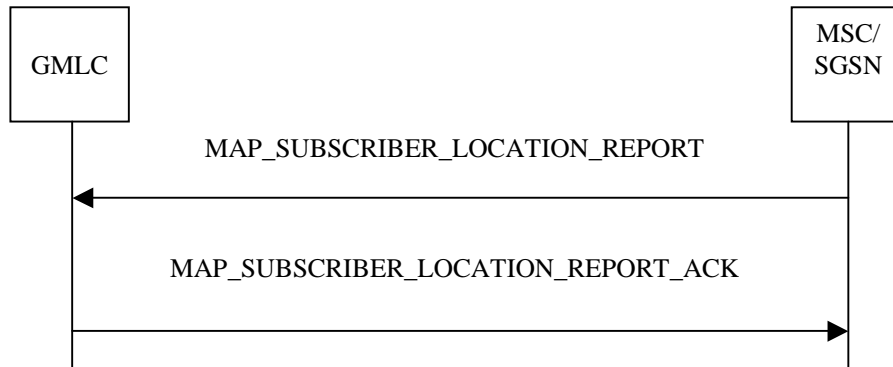 GMLC
MSC/
SGSN
MAP_SUBSCRIBER_LOCATION_REPORT
MAP_SUBSCRIBER_LOCATION_REPORT_ACK